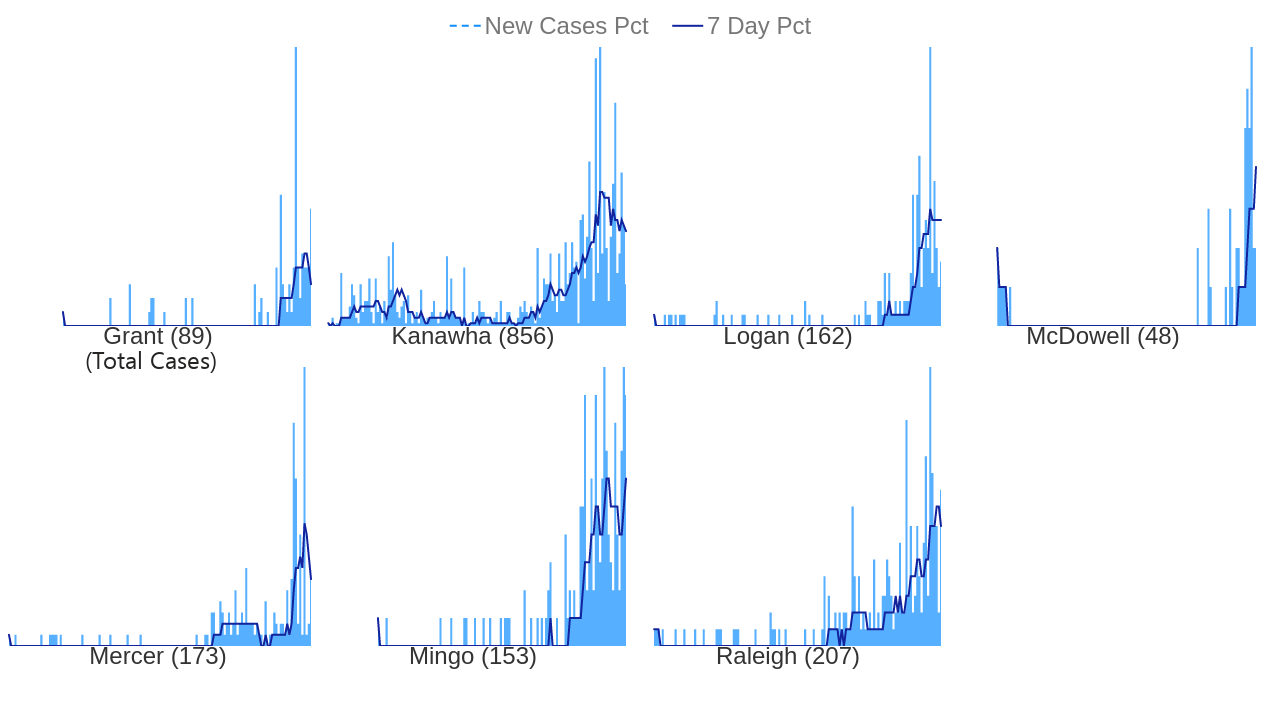 New Cases Pct 7 Day Pct
Grant (89)
(Total Cases)
Kanawha (856)
Logan (162)
McDowell (48)
Mercer (173)
Mingo (153)
Raleigh (207)